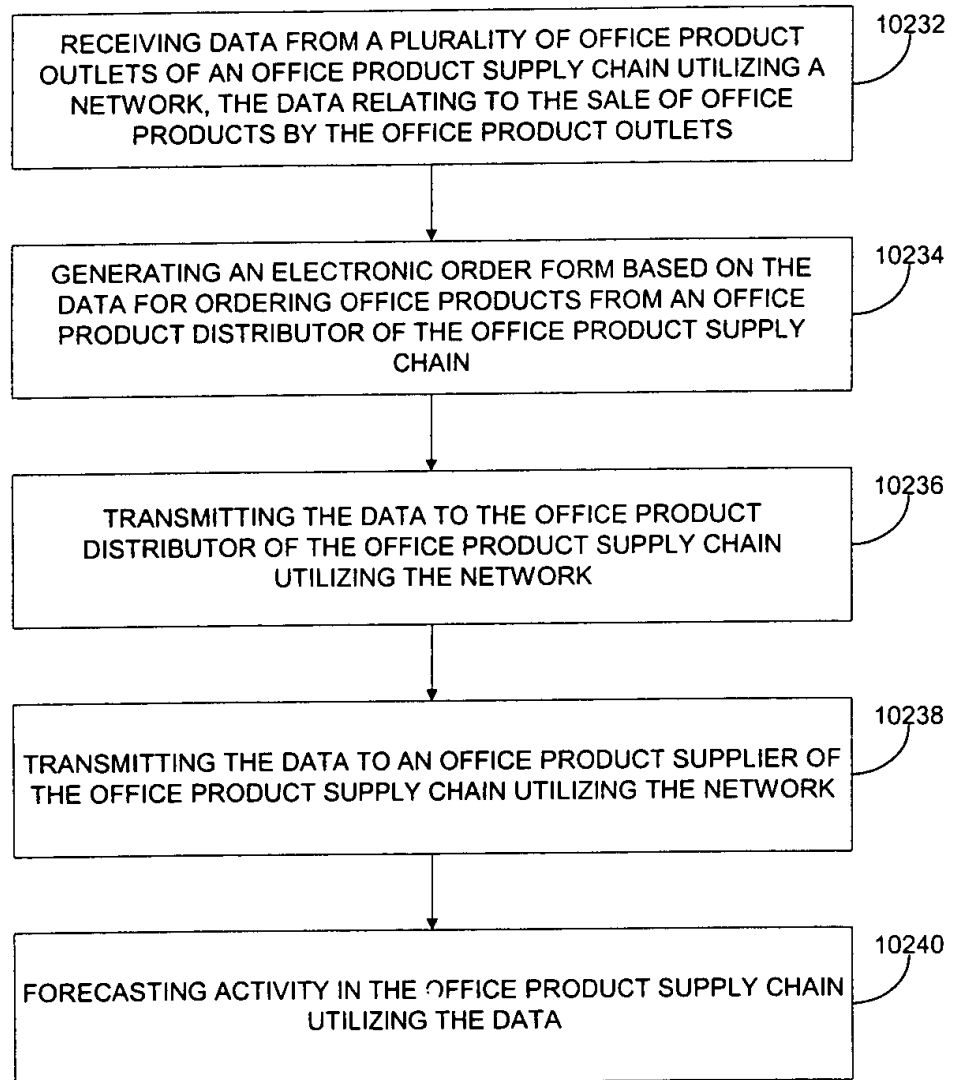 10232
RECEIVING DATA FROM A PLURALITY OF OFFICE PRODUCT
OUTLETS OF AN OFFICE PRODUCT SUPPLY CHAIN UTILIZING A
NETWORK, THE DATA RELATING TO THE SALE OF OFFICE
PRODUCTS BY THE OFFICE PRODUCT OUTLETS
10234
GENERATING AN ELECTRONIC ORDER FORM BASED ON THE
DATA FOR ORDERING OFFICE PRODUCTS FROM AN OFFICE
PRODUCT DISTRIBUTOR OF THE OFFICE PRODUCT SUPPLY
CHAIN
10236
TRANSMITTING THE DATA TO THE OFFICE PRODUCT
DISTRIBUTOR OF THE OFFICE PRODUCT SUPPLY CHAIN
UTILIZING THE NETWORK
10238
TRANSMITTING THE DATA TO AN OFFICE PRODUCT SUPPLIER OF
THE OFFICE PRODUCT SUPPLY CHAIN UTILIZING THE NETWORK
10240
FORECASTING ACTIVITY IN THE OFFICE PRODUCT SUPPLY CHAIN
UTILIZING THE DATA